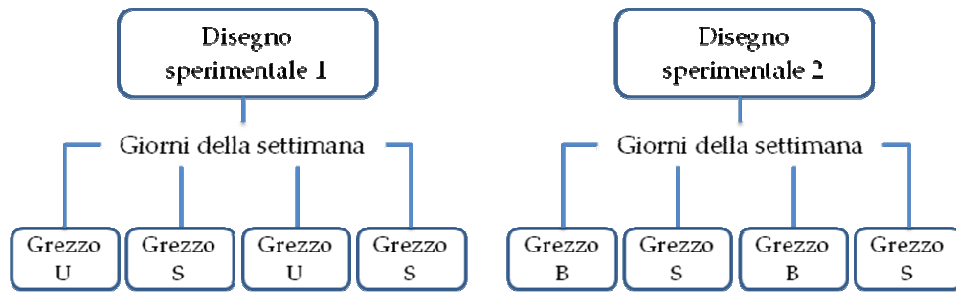 Disegno
sperimentale 1
Giorni della settimana
Grezzo
U
Grezzo
S
Grezzo
U
Grezzo
S
Disegno
sperimentale 2
Giorni della settimana
Grezzo
B
Grezzo
S
Grezzo
B
Grezzo
S